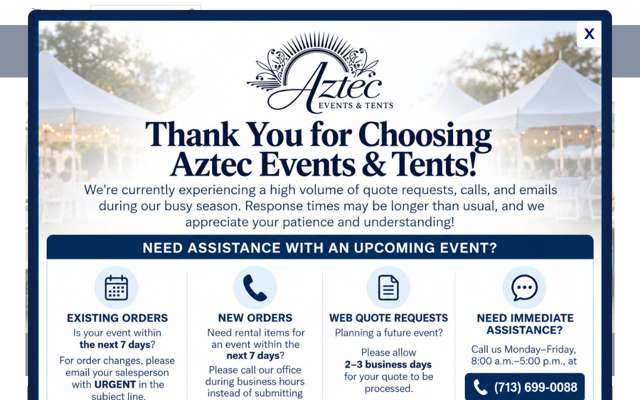 X
Aztec
EVENTS & TENTS
Thank You for Choosing
Aztec Events & Tents!
We're currently experiencing a high volume of quote requests, calls, and emails
during our busy season. Response times may be longer than usual, and we
appreciate your patience and understanding!
NEED ASSISTANCE WITH AN UPCOMING EVENT?
EXISTING ORDERS
Is your event within
the next 7 days?
For order changes, please
email your salesperson
with URGENT in the
subject line.
NEW ORDERS
Need rental items for
an event within the
next 7 days?
Please call our office
during business hours
instead of submitting
WEB QUOTE REQUESTS
Planning a future event?
Please allow
2–3 business days
for your quote to be
processed.
NEED IMMEDIATE
ASSISTANCE?
Call us Monday–Friday,
8:00 a.m.–5:00 p.m., at
(713) 699-0088